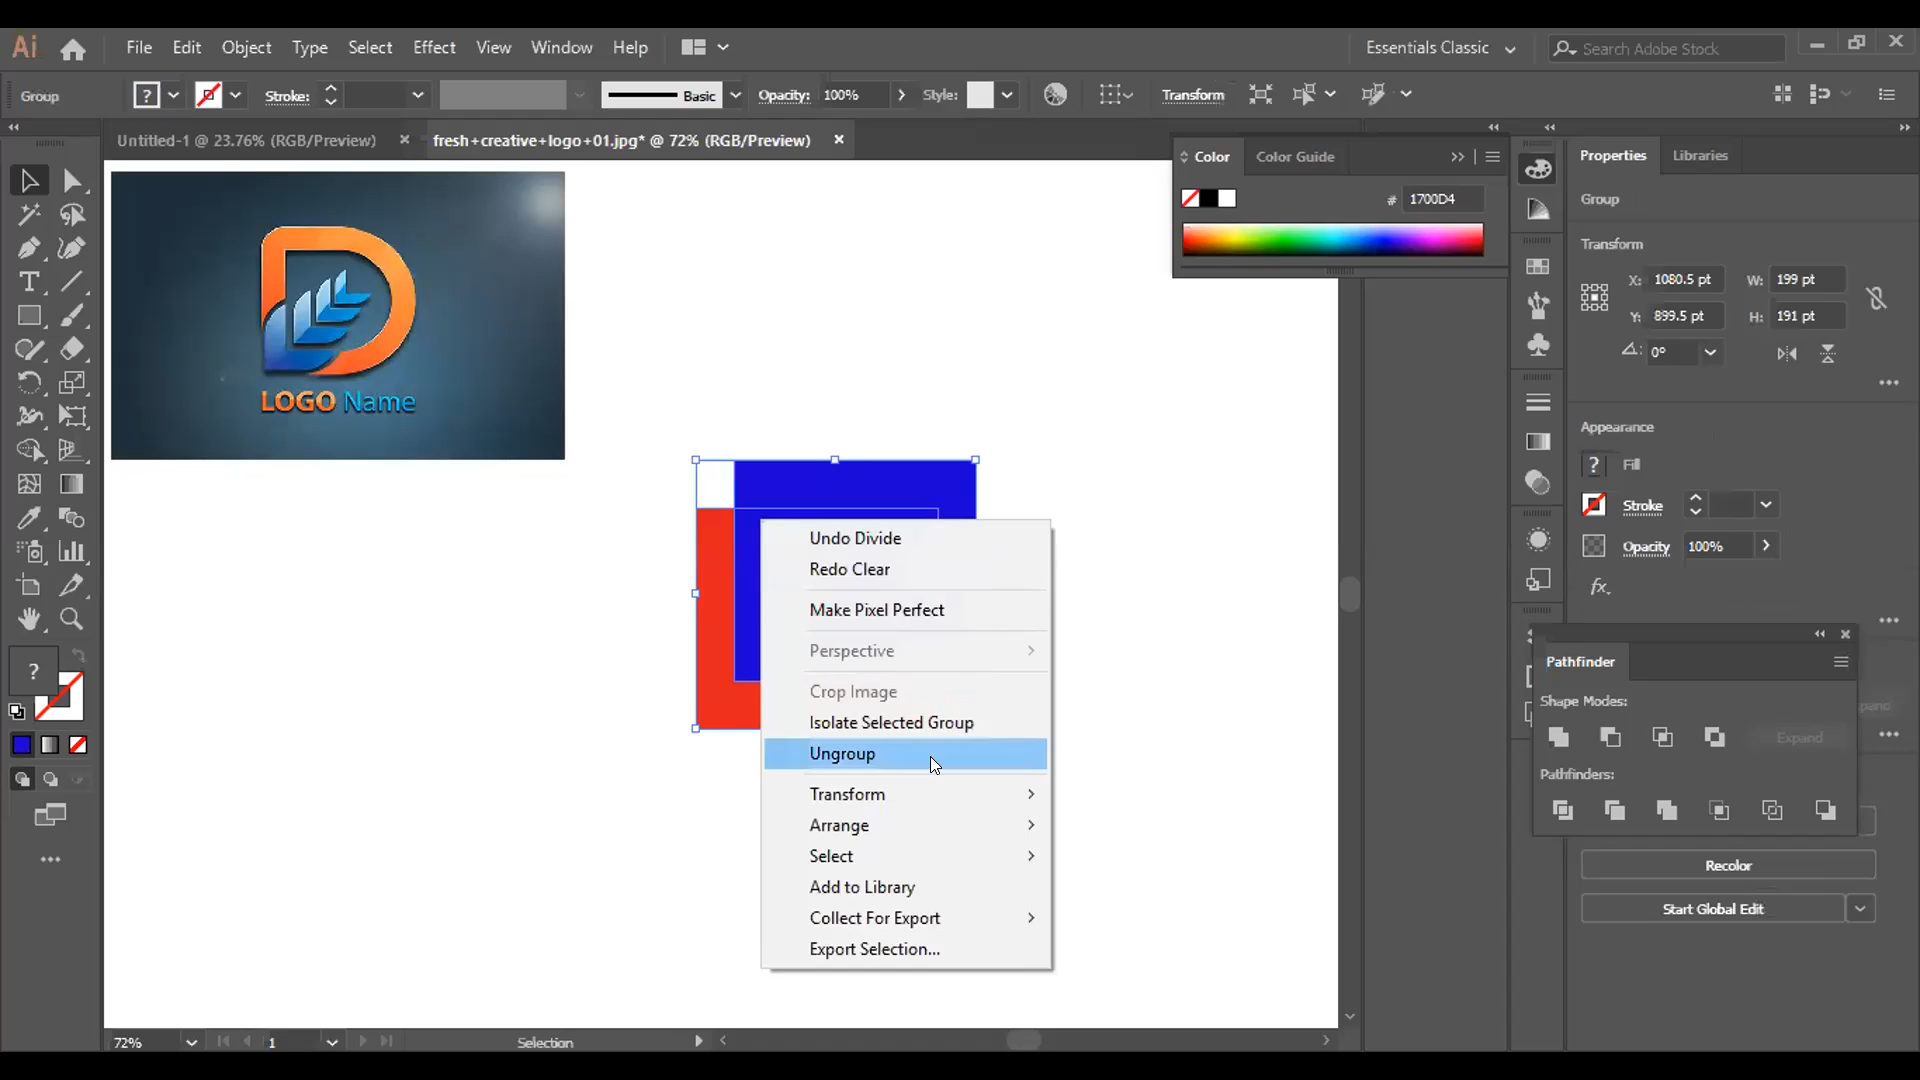 Ai File Edit Object Type Select Effect View Window Help Essentials Classic Search Adobe Stock
Group ? Stroke: Basic Opacity: 100% Style: Transform
Untitled-1 @ 23.76% (RGB/Preview) × fresh+creative+logo+01.jpg* @ 72% (RGB/Preview) ×
Color Color Guide
# 1700D4
Properties Libraries
Group
Transform
X: 1080.5 pt W: 199 pt
Y: 899.5 pt H: 191 pt
0°
Appearance
? Fill
Stroke
Opacity 100%
fx.
LOGO Name
Undo Divide
Redo Clear
Make Pixel Perfect
Perspective
Crop Image
Isolate Selected Group
Ungroup
Transform
Arrange
Select
Add to Library
Collect For Export
Export Selection...
Pathfinder
Shape Modes:
Expand
Pathfinders:
Recolor
Start Global Edit
?
72% 1 Selection